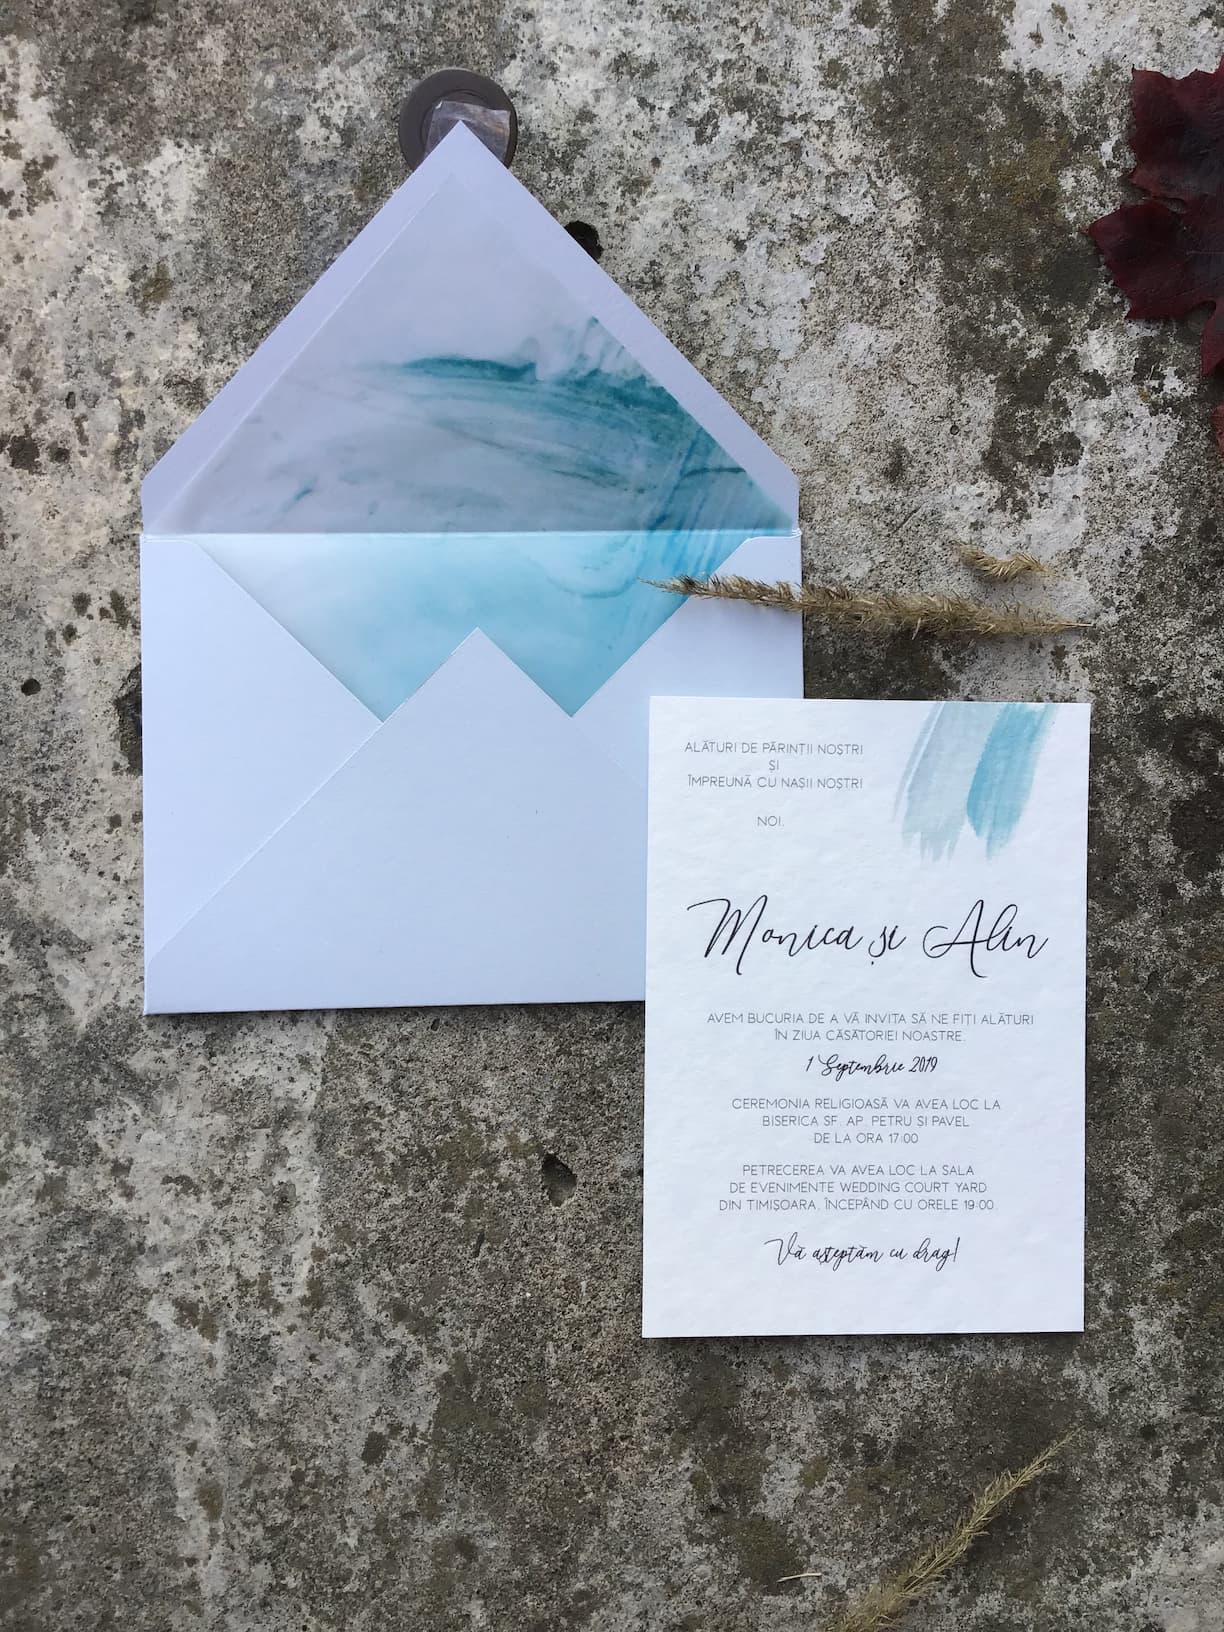 ALĂTURI DE PĂRINȚII NOȘTRI
ȘI
ÎMPREUNĂ CU NAȘII NOȘTRI
NOI,
Monica și Alin
AVEM BUCURIA DE A VĂ INVITA SĂ NE FIȚI ALĂTURI
ÎN ZIUA CĂSĂTORIEI NOASTRE,
1 Septembrie 2019
CEREMONIA RELIGIOASĂ VA AVEA LOC LA
BISERICA SF. AP. PETRU ȘI PAVEL
DE LA ORA 17:00
PETRECEREA VA AVEA LOC LA SALA
DE EVENIMENTE WEDDING COURT YARD
DIN TIMIȘOARA, ÎNCEPÂND CU ORELE 19:00.
Vă așteptăm cu drag!